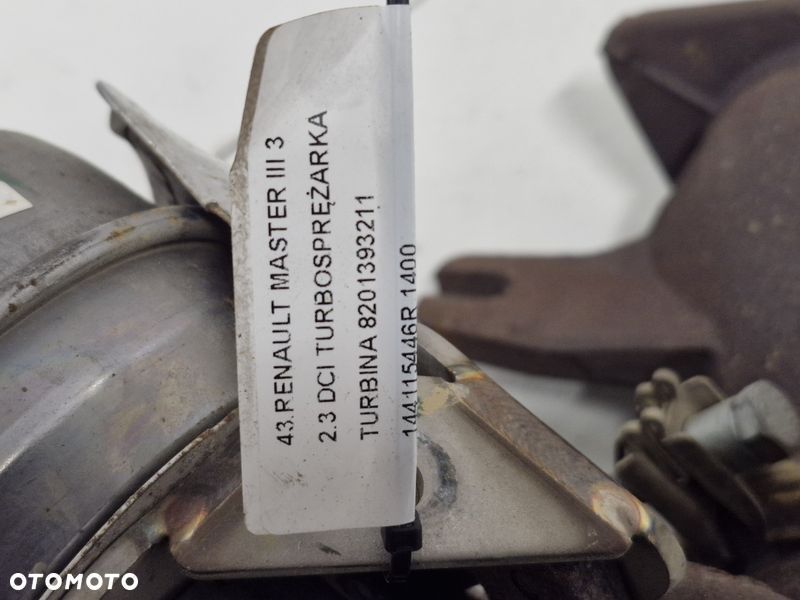 43.RENAULT MASTER III 3
2.3 DCI TURBOSPRĘŻARKA
TURBINA 8201393211
144115446R 1400
OTOMOTO